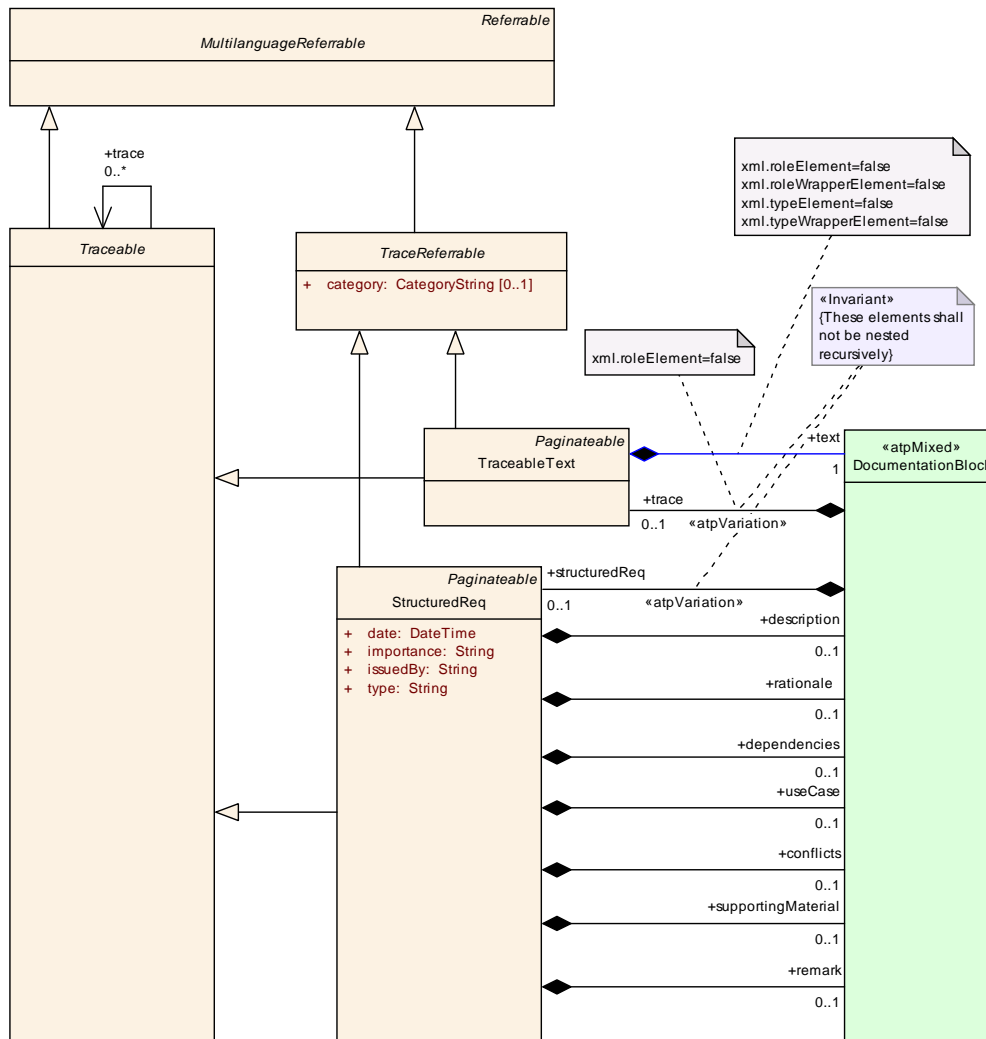 Referrable
MultilanguageReferrable
+trace
0..*
xml.roleElement=false
xml.roleWrapperElement=false
xml.typeElement=false
xml.typeWrapperElement=false
Traceable
TraceReferrable
+ category: CategoryString [0..1]
«Invariant»
{These elements shall
not be nested
recursively}
xml.roleElement=false
Paginateable
TraceableText
+text
1
«atpMixed»
DocumentationBlock
+trace
0..1 «atpVariation»
Paginateable
StructuredReq
+structuredReq
0..1 «atpVariation»
+ date: DateTime
+ importance: String
+ issuedBy: String
+ type: String
+description
0..1
+rationale
0..1
+dependencies
0..1
+useCase
0..1
+conflicts
0..1
+supportingMaterial
0..1
+remark
0..1